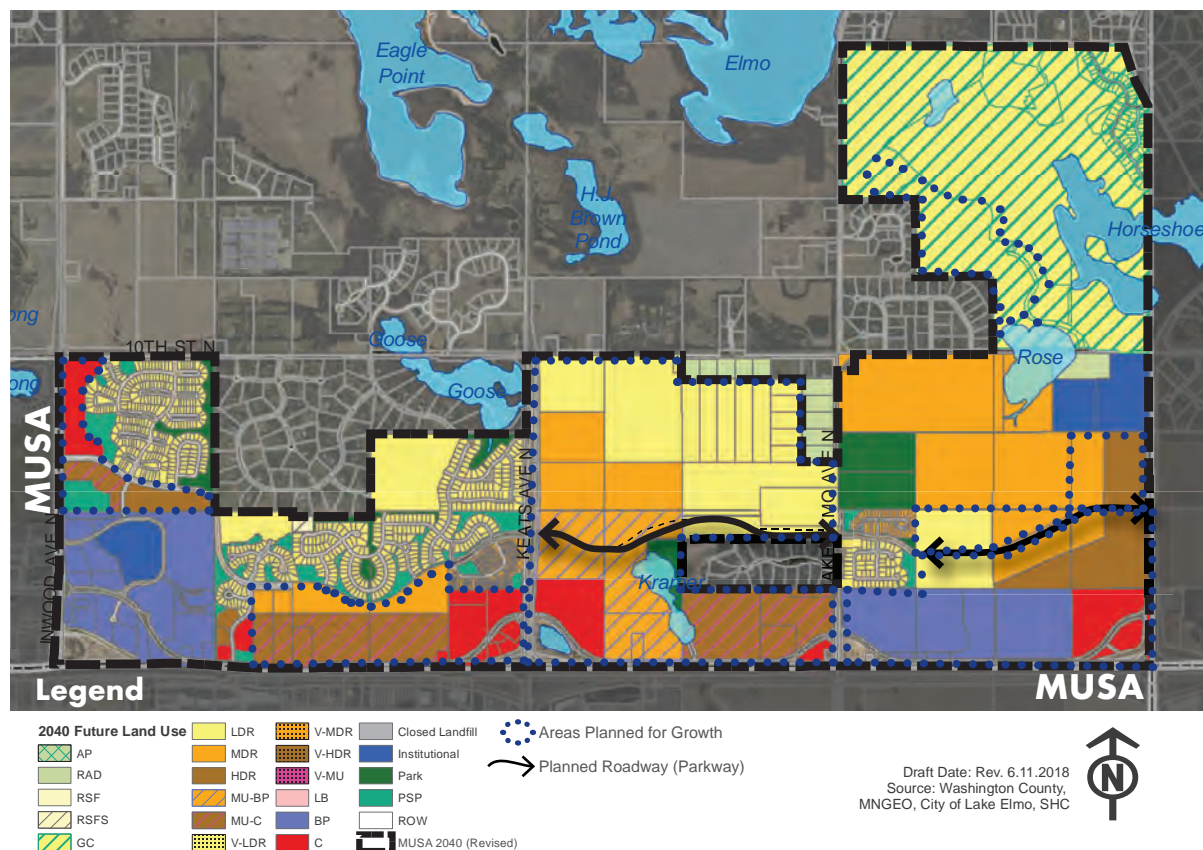 Eagle
Point
Elmo
H.J.
Brown
Pond
Horseshoe
ong
Goose
10TH ST N
Rose
ong
Goose
MUSA
KEATS AVE N
MO AVE N
INWOOD AVE N
AKE
Kramer
Legend
MUSA
2040 Future Land Use
AP
RAD
RSF
RSFS
GC
LDR
MDR
HDR
MU-BP
MU-C
V-LDR
V-MDR
V-HDR
V-MU
LB
BP
C
Closed Landfill
Institutional
Park
PSP
ROW
MUSA 2040 (Revised)
Areas Planned for Growth
Planned Roadway (Parkway)
Draft Date: Rev. 6.11.2018
Source: Washington County,
MNGEO, City of Lake Elmo, SHC
N